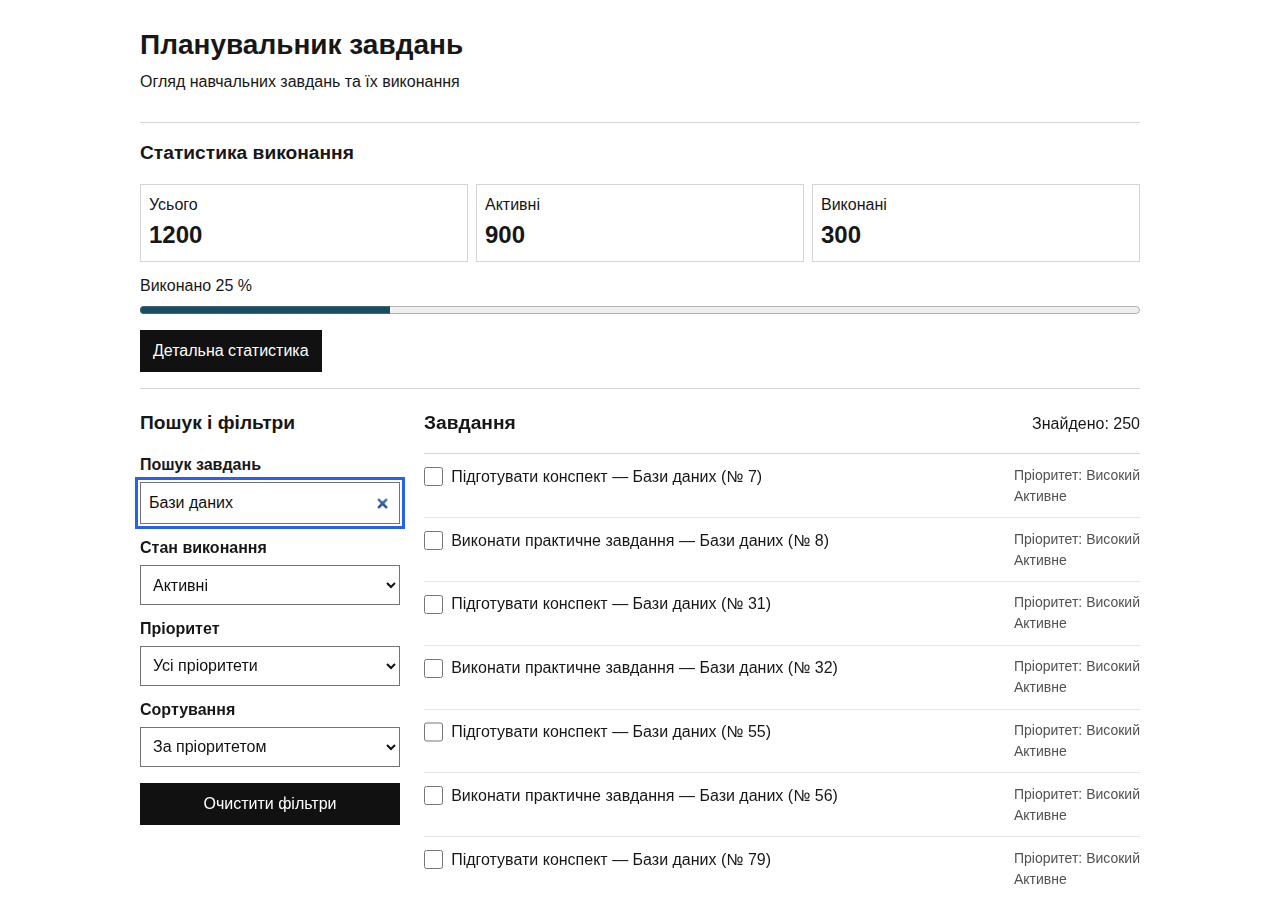 Планувальник завдань
Огляд навчальних завдань та їх виконання
Статистика виконання
Усього
1200
Активні
900
Виконані
300
Виконано 25 %
Детальна статистика
Пошук і фільтри
Пошук завдань
Бази даних
Стан виконання
Активні
Пріоритет
Усі пріоритети
Сортування
За пріоритетом
Очистити фільтри
Завдання
Знайдено: 250
Підготувати конспект — Бази даних (№ 7)
Пріоритет: Високий
Активне
Виконати практичне завдання — Бази даних (№ 8)
Пріоритет: Високий
Активне
Підготувати конспект — Бази даних (№ 31)
Пріоритет: Високий
Активне
Виконати практичне завдання — Бази даних (№ 32)
Пріоритет: Високий
Активне
Підготувати конспект — Бази даних (№ 55)
Пріоритет: Високий
Активне
Виконати практичне завдання — Бази даних (№ 56)
Пріоритет: Високий
Активне
Підготувати конспект — Бази даних (№ 79)
Пріоритет: Високий
Активне